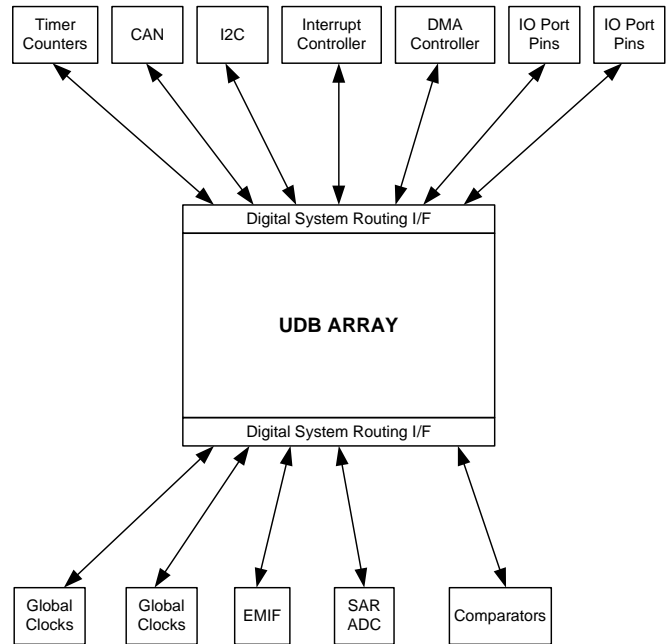 Timer
Counters
CAN
I2C
Interrupt
Controller
DMA
Controller
IO Port
Pins
IO Port
Pins
Digital System Routing I/F
UDB ARRAY
Digital System Routing I/F
Global
Clocks
Global
Clocks
EMIF
SAR
ADC
Comparators